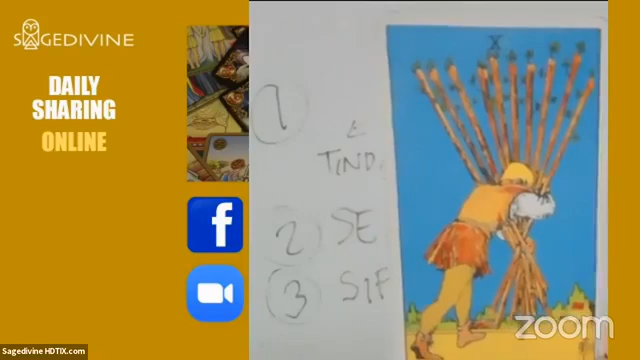 SAGEDIVINE
DAILY
SHARING
ONLINE
1
TIND
2 SE
3 SIF
X
f
zoom
Sagedivine HDTIX.com